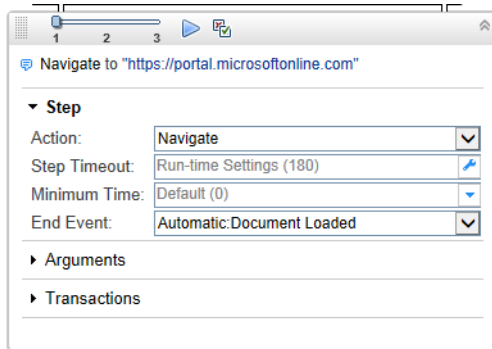 1 2 3
Navigate to "https://portal.microsoftonline.com"
Step
Action: Navigate
Step Timeout: Run-time Settings (180)
Minimum Time: Default (0)
End Event: Automatic:Document Loaded
Arguments
Transactions